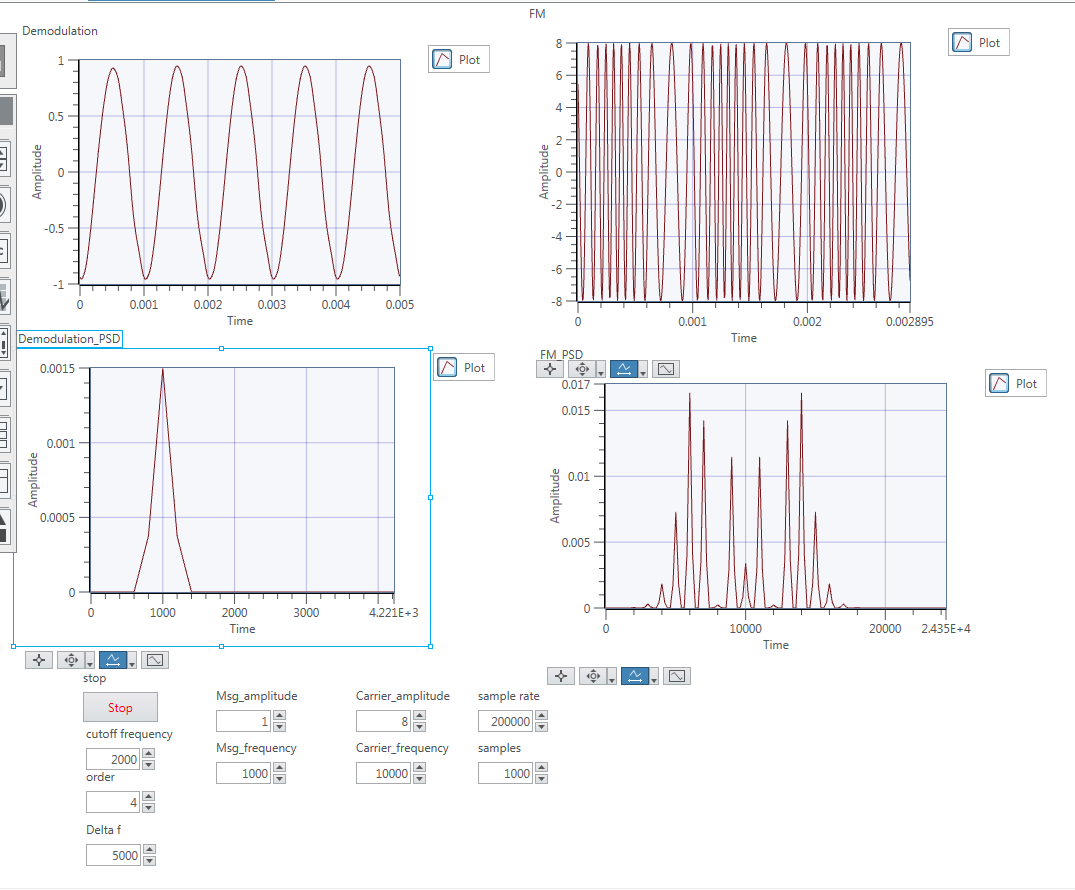 FM
Demodulation
Plot
1
0.5
0
-0.5
-1
Amplitude
0 0.001 0.002 0.003 0.004 0.005
Time
Plot
8
6
4
2
0
-2
-4
-6
-8
Amplitude
0 0.001 0.002 0.002895
Time
Demodulation_PSD
Plot
0.0015
0.001
0.0005
0
Amplitude
0 1000 2000 3000 4.221E+3
Time
FM_PSD
Plot
0.017
0.015
0.01
0.005
0
Amplitude
0 10000 20000 2.435E+4
Time
stop
Stop
cutoff frequency
2000
order
4
Delta f
5000
Msg_amplitude
1
Msg_frequency
1000
Carrier_amplitude
8
Carrier_frequency
10000
sample rate
200000
samples
1000